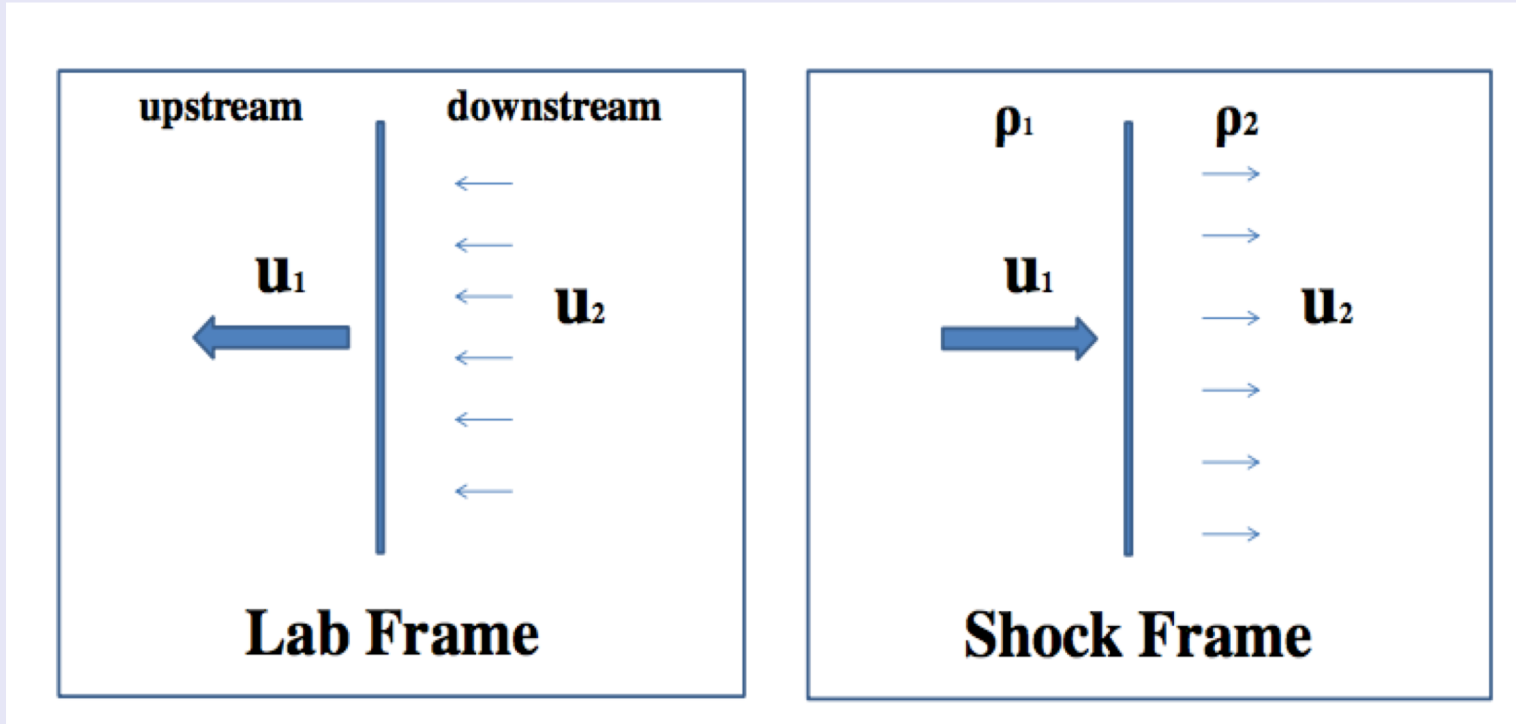 upstream downstream
u₁
u₂
Lab Frame
ρ₁ ρ₂
u₁
u₂
Shock Frame